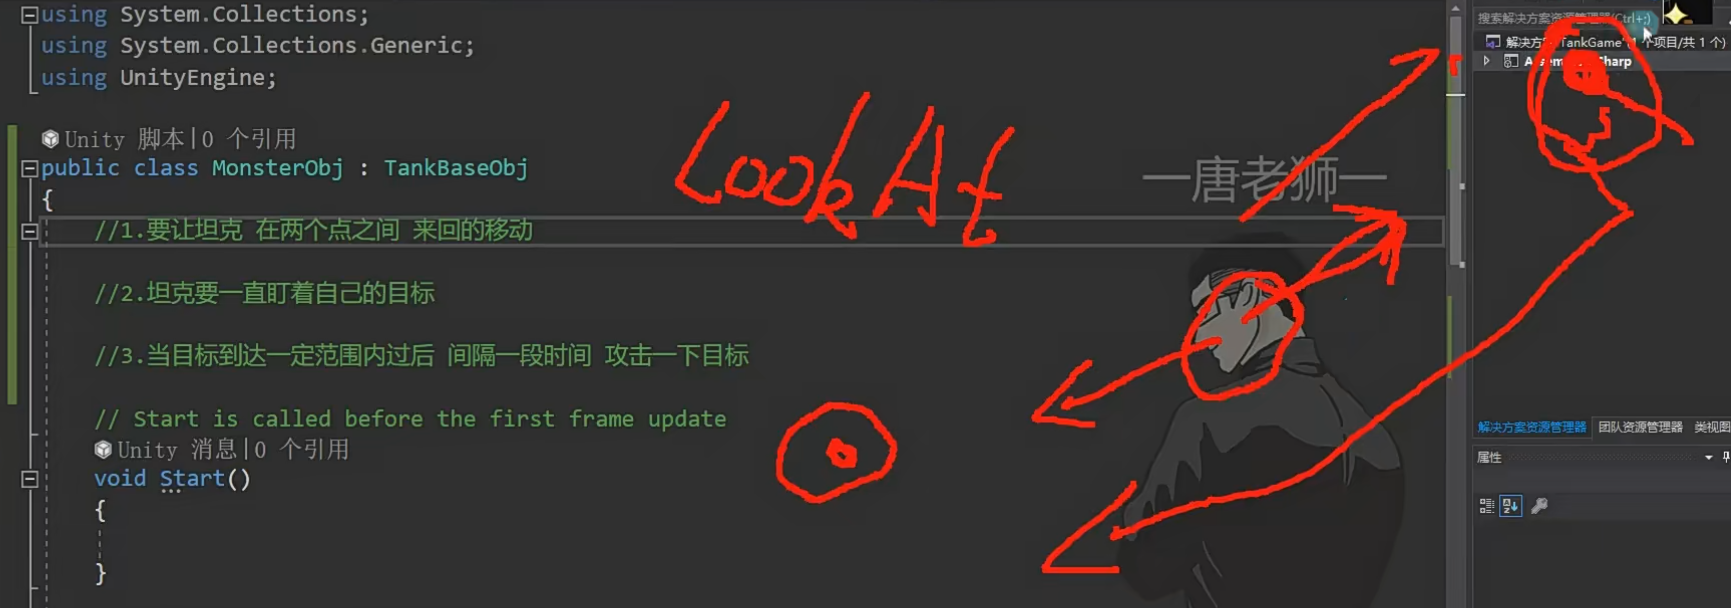 using System.Collections;
using System.Collections.Generic;
using UnityEngine;
Unity 脚本|0 个引用
public class MonsterObj : TankBaseObj
{
//1.要让坦克 在两个点之间 来回的移动
//2.坦克要一直盯着自己的目标
//3.当目标到达一定范围内过后 间隔一段时间 攻击一下目标
// Start is called before the first frame update
Unity 消息|0 个引用
void Start()
{
}
LookAt
—唐老狮—
搜索解决方案资源管理器(Ctrl+;)
解决方 TankGame"(1 个项目/共 1 个)
解决方案资源管理器 团队资源管理器 类视图
属性